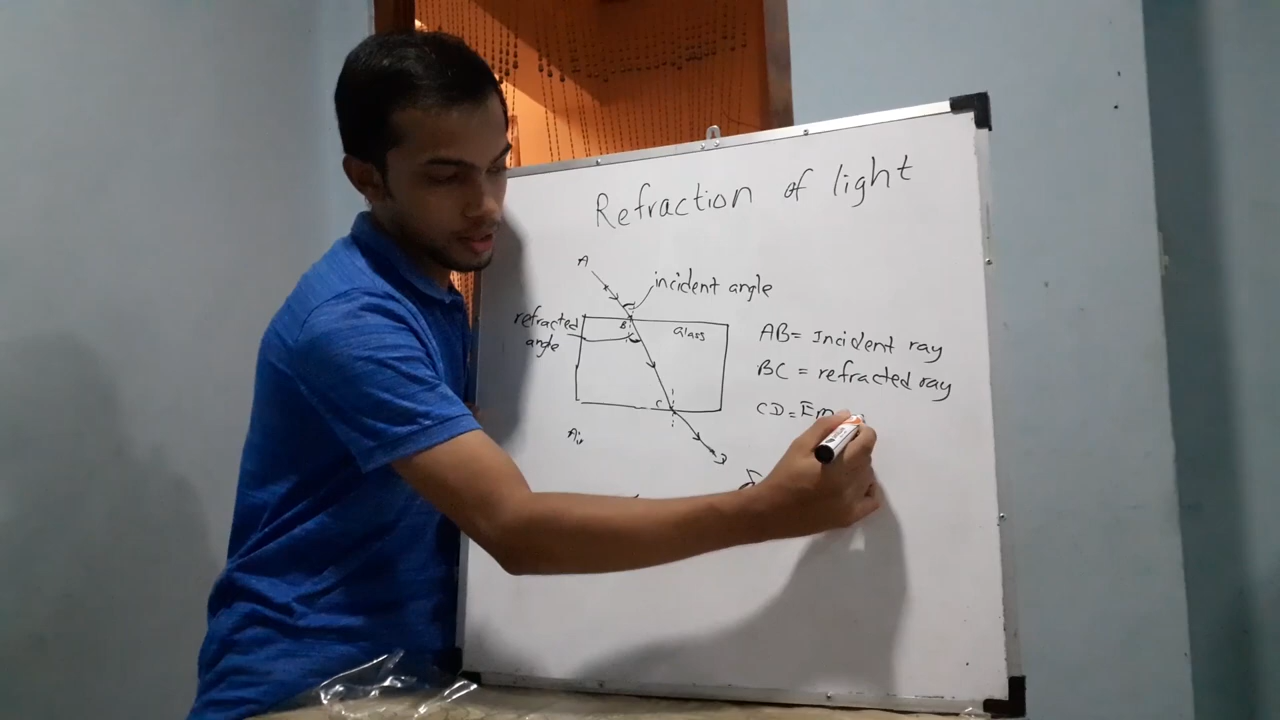 Refraction of light
A
incident angle
refracted
angle
B
Glass
AB= Incident ray
BC = refracted ray
C
CD= Em
Air
D